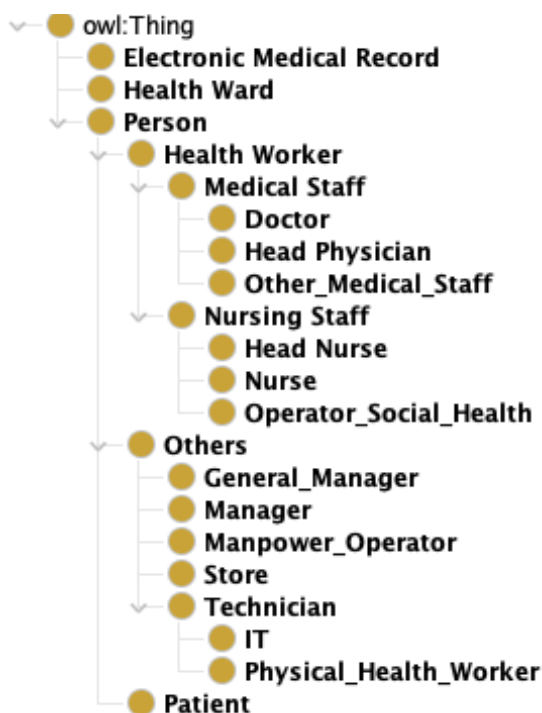 owl:Thing
Electronic Medical Record
Health Ward
Person
Health Worker
Medical Staff
Doctor
Head Physician
Other_Medical_Staff
Nursing Staff
Head Nurse
Nurse
Operator_Social_Health
Others
General_Manager
Manager
Manpower_Operator
Store
Technician
IT
Physical_Health_Worker
Patient